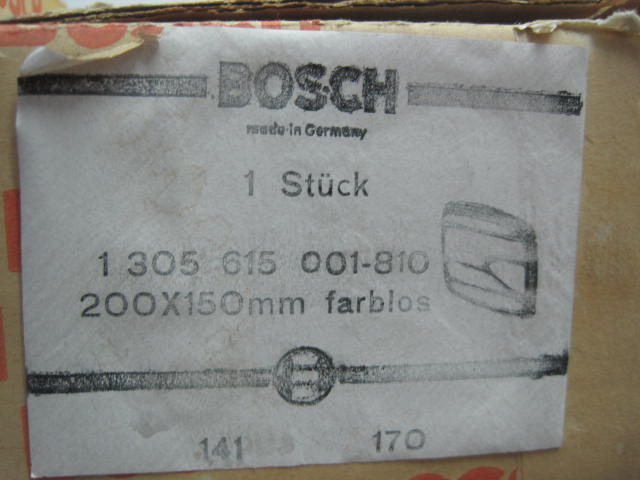 BOSCH
made in Germany
1 Stück
1 305 615 001-810
200X150mm farblos
141 170